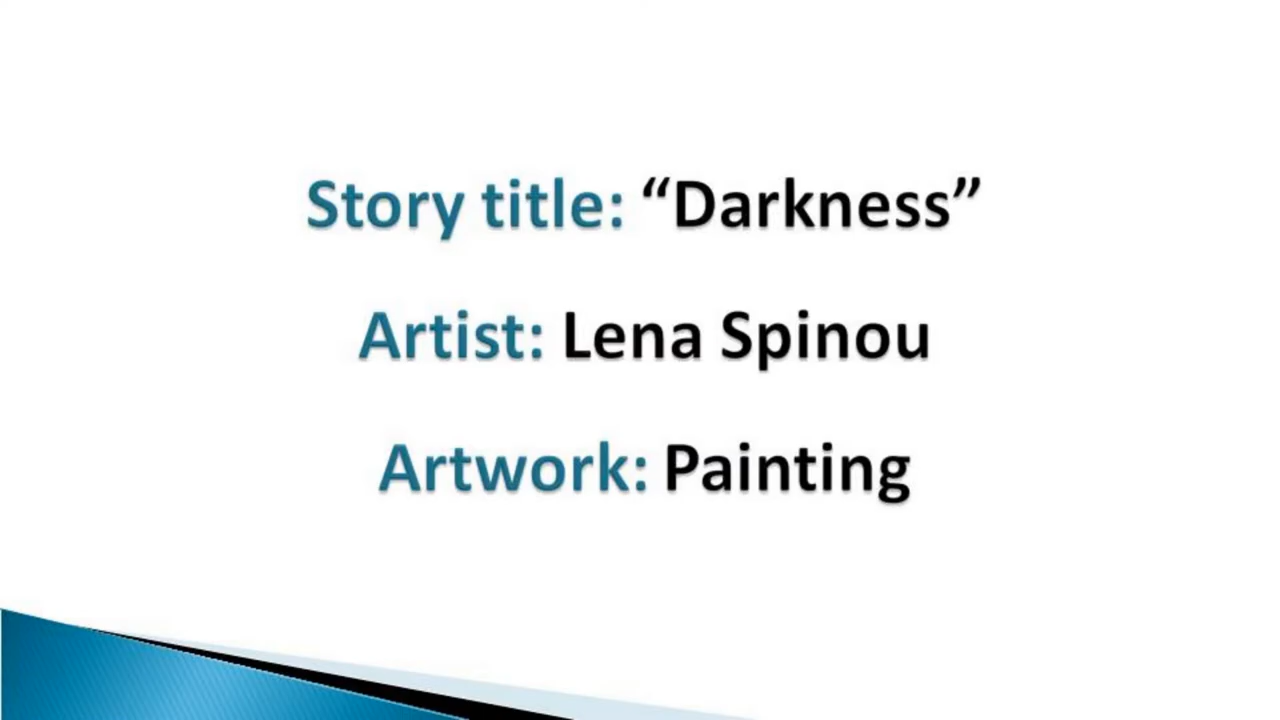 Story title: “Darkness”
Artist: Lena Spinou
Artwork: Painting